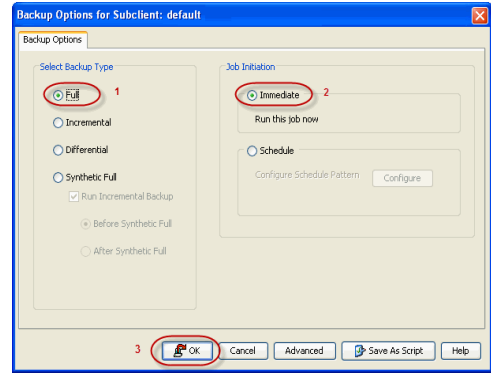 Backup Options for Subclient: default
Backup Options
Select Backup Type
Full
1
Incremental
Differential
Synthetic Full
Run Incremental Backup
Before Synthetic Full
After Synthetic Full
Job Initiation
Immediate
2
Run this job now
Schedule
Configure Schedule Pattern
Configure
3
OK
Cancel
Advanced
Save As Script
Help